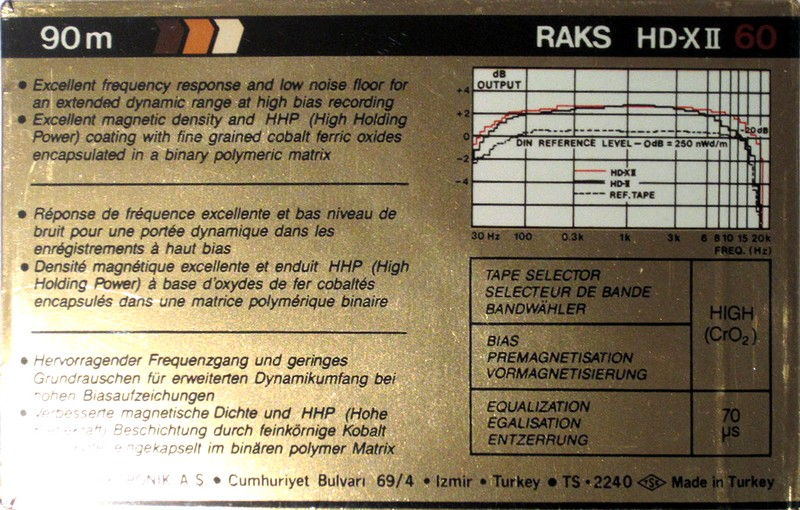 90m RAKS HD-XII 60
• Excellent frequency response and low noise floor for
an extended dynamic range at high bias recording
• Excellent magnetic density and HHP (High Holding
Power) coating with fine grained cobalt ferric oxides
encapsulated in a binary polymeric matrix
• Réponse de fréquence excellente et bas niveau de
bruit pour une portée dynamique dans les
enrégistrements à haut bias
• Densité magnétique excellente et enduit HHP (High
Holding Power) à base d'oxydes de fer cobaltés
encapsulés dans une matrice polymérique binaire
• Hervorragender Frequenzgang und geringes
Grundrauschen für erweiterten Dynamikumfang bei
hohen Biasaufzeichungen
• Verbesserte magnetische Dichte und HHP (Hohe
Beschichtung durch feinkörnige Kobalt
eingekapselt im binären polymer Matrix
dB
OUTPUT
+4
+2
0
-2
-4
-20dB
DIN REFERENCE LEVEL - 0dB = 250 nWd/m
HD-XII
HD-II
REF. TAPE
30 Hz 100 0.3k 1k 3k 6 8 10 15 20k
FREQ. (Hz)
TAPE SELECTOR
SELECTEUR DE BANDE
BANDWÄHLER
BIAS
PREMAGNETISATION
VORMAGNETISIERUNG
HIGH
(CrO₂)
EQUALIZATION
ÉGALISATION
ENTZERRUNG
70
µs
A.S • Cumhuriyet Bulvarı 69/4 • Izmir • Turkey • TS • 2240 TSE Made in Turkey